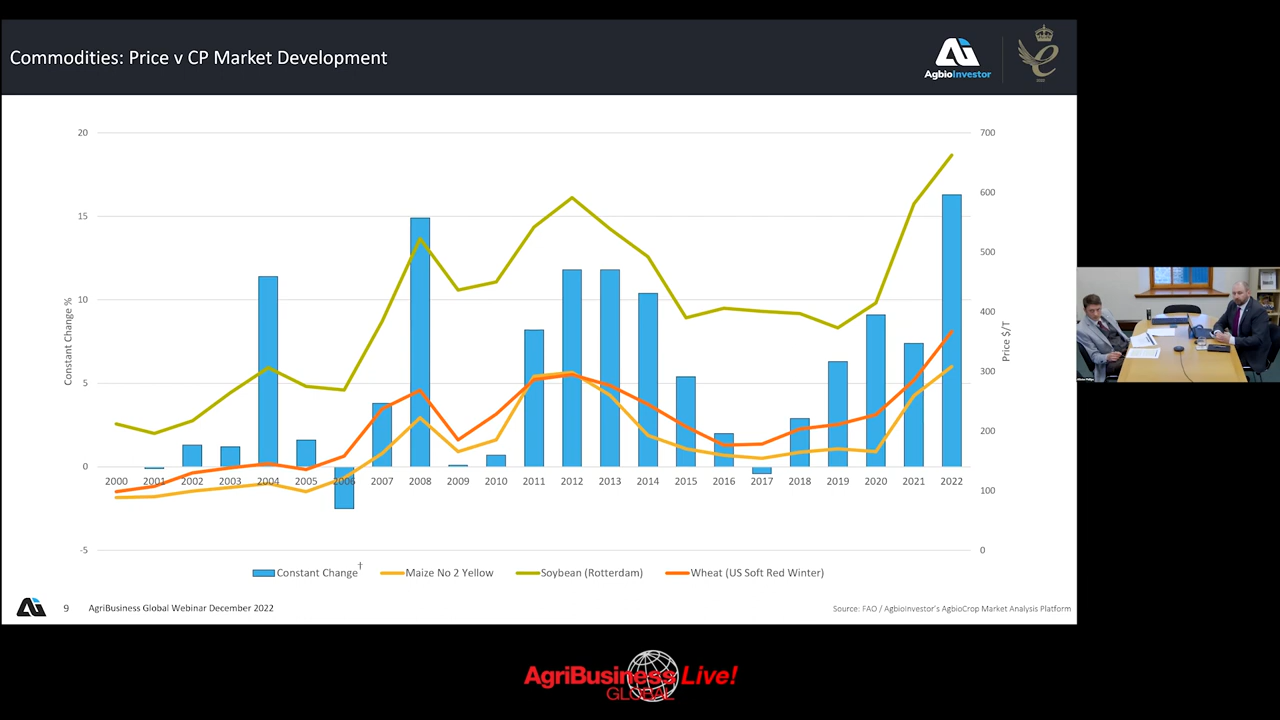 Commodities: Price v CP Market Development
AgbioInvestor
20
15
10
5
0
-5
Constant Change %
700
600
500
400
300
200
100
0
Price $/T
2000 2001 2002 2003 2004 2005 2006 2007 2008 2009 2010 2011 2012 2013 2014 2015 2016 2017 2018 2019 2020 2021 2022
Constant Change† Maize No 2 Yellow Soybean (Rotterdam) Wheat (US Soft Red Winter)
9 AgriBusiness Global Webinar December 2022
Source: FAO / AgbioInvestor's AgbioCrop Market Analysis Platform
AgriBusiness Live!
GLOBAL